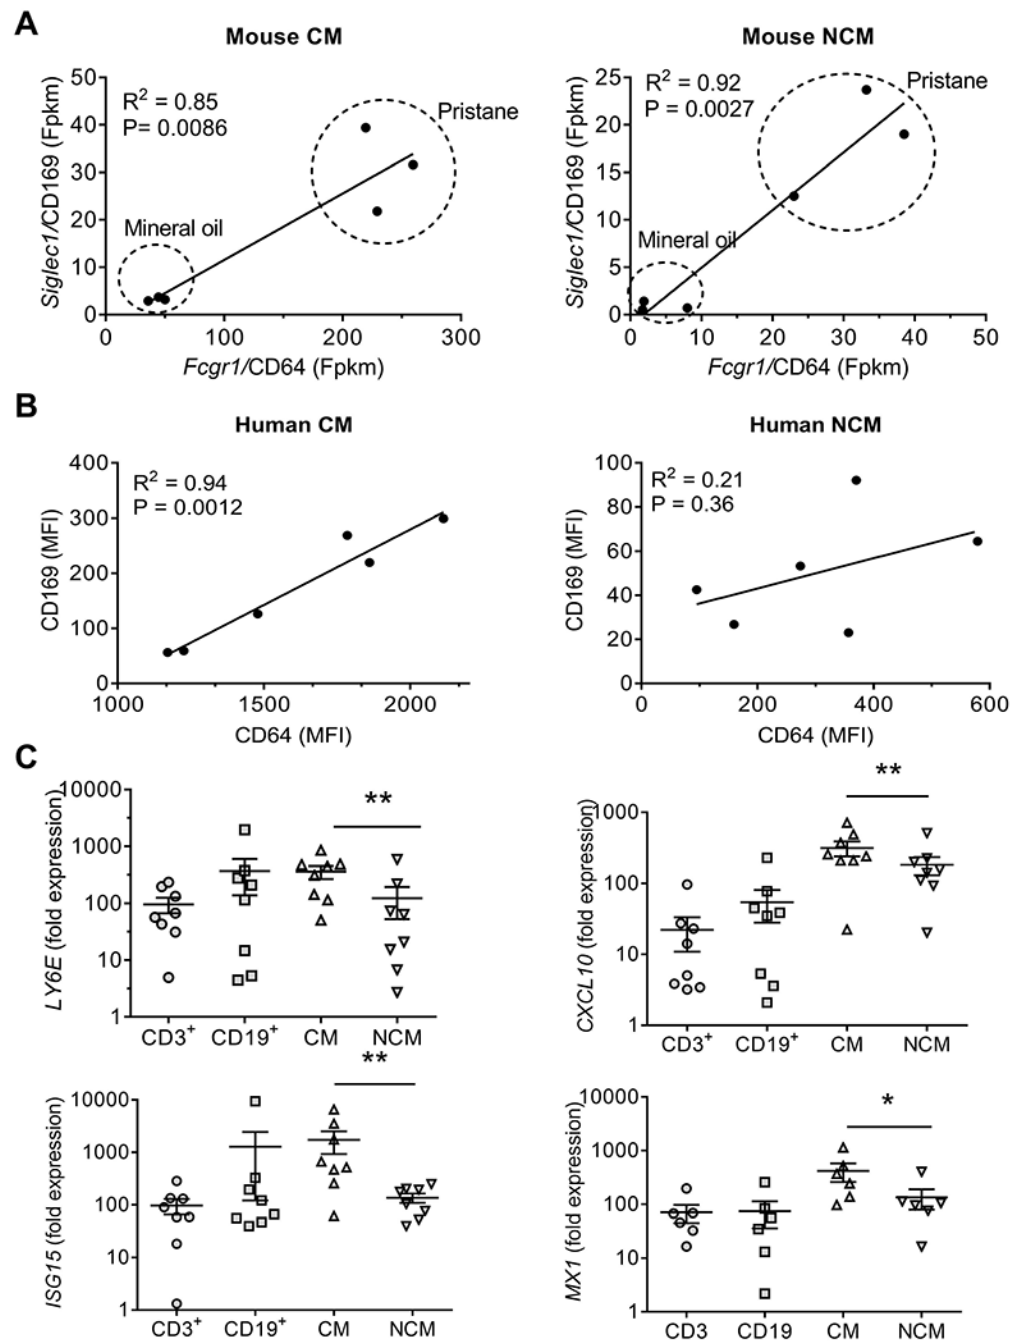 A
Mouse CM
Mouse NCM
Siglec1/CD169 (Fpkm)
50
40
30
20
10
0
R² = 0.85
P= 0.0086
Pristane
Mineral oil
0 100 200 300
Fcgr1/CD64 (Fpkm)
Siglec1/CD169 (Fpkm)
25
20
15
10
5
0
R² = 0.92
P = 0.0027
Pristane
Mineral oil
0 10 20 30 40 50
Fcgr1/CD64 (Fpkm)
B
Human CM
Human NCM
CD169 (MFI)
400
300
200
100
0
R² = 0.94
P = 0.0012
1000 1500 2000
CD64 (MFI)
CD169 (MFI)
100
80
60
40
20
0
R² = 0.21
P = 0.36
0 200 400 600
CD64 (MFI)
C
LY6E (fold expression)
10000
1000
100
10
1
**
CD3⁺ CD19⁺ CM NCM
CXCL10 (fold expression)
1000
100
10
1
**
CD3⁺ CD19⁺ CM NCM
ISG15 (fold expression)
10000
1000
100
10
1
**
CD3⁺ CD19⁺ CM NCM
MX1 (fold expression)
10000
1000
100
10
1
*
CD3 CD19 CM NCM